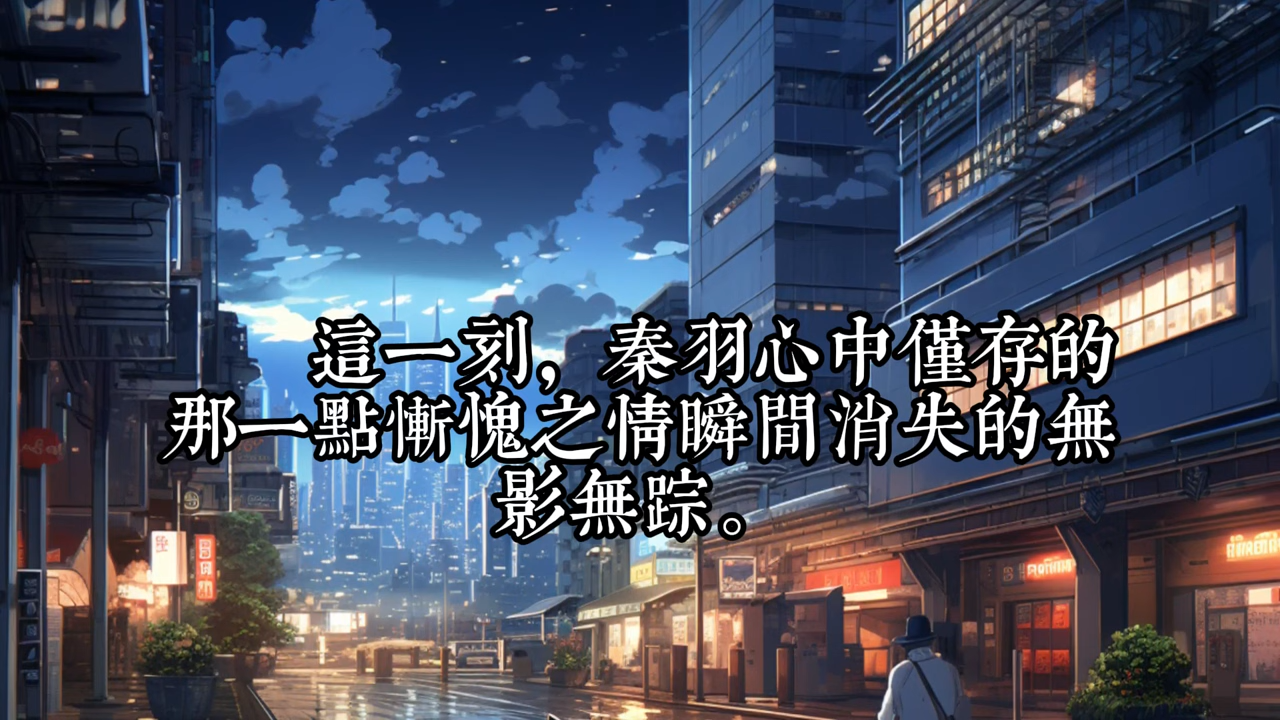 這一刻，秦羽心中僅存的
那一點慚愧之情瞬間消失的無
影無踪。